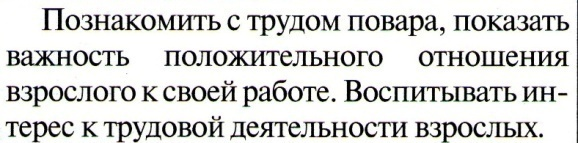 Познакомить с трудом повара, показать
важность положительного отношения
взрослого к своей работе. Воспитывать ин-
терес к трудовой деятельности взрослых.